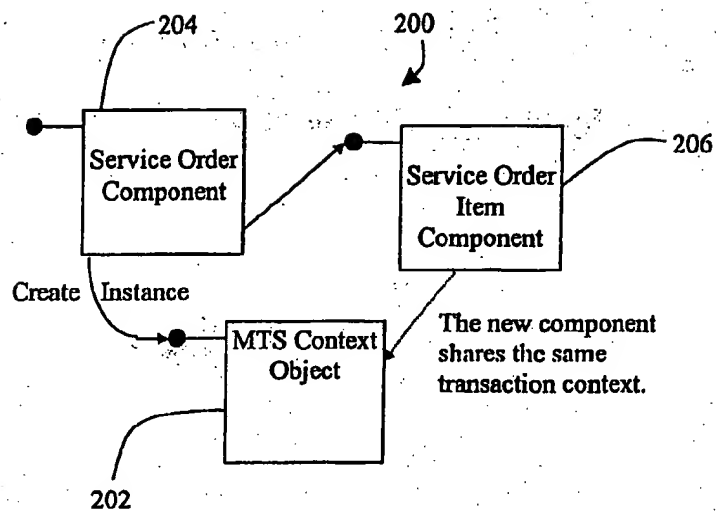 204
200
Service Order
Component
Service Order
Item
Component
206
Create Instance
MTS Context
Object
The new component
shares the same
transaction context.
202